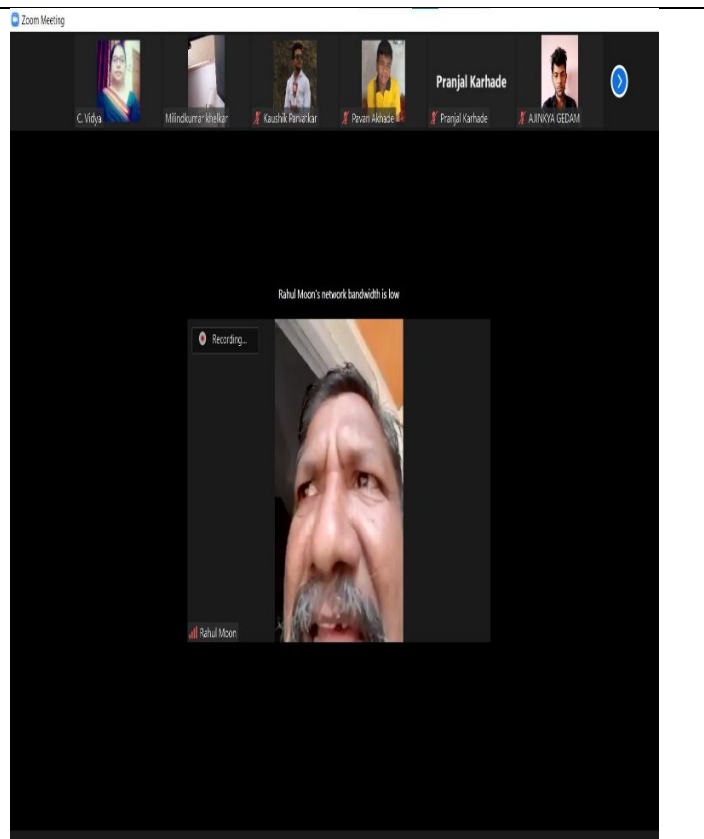 Zoom Meeting
Pranjal Karhade
C. Vidya
Milindkumar khelkar
Kaushik Panatkar
Pavan Akhade
Pranjal Karhade
AJINKYA GEDAM
Rahul Moon's network bandwidth is low
Recording...
Rahul Moon